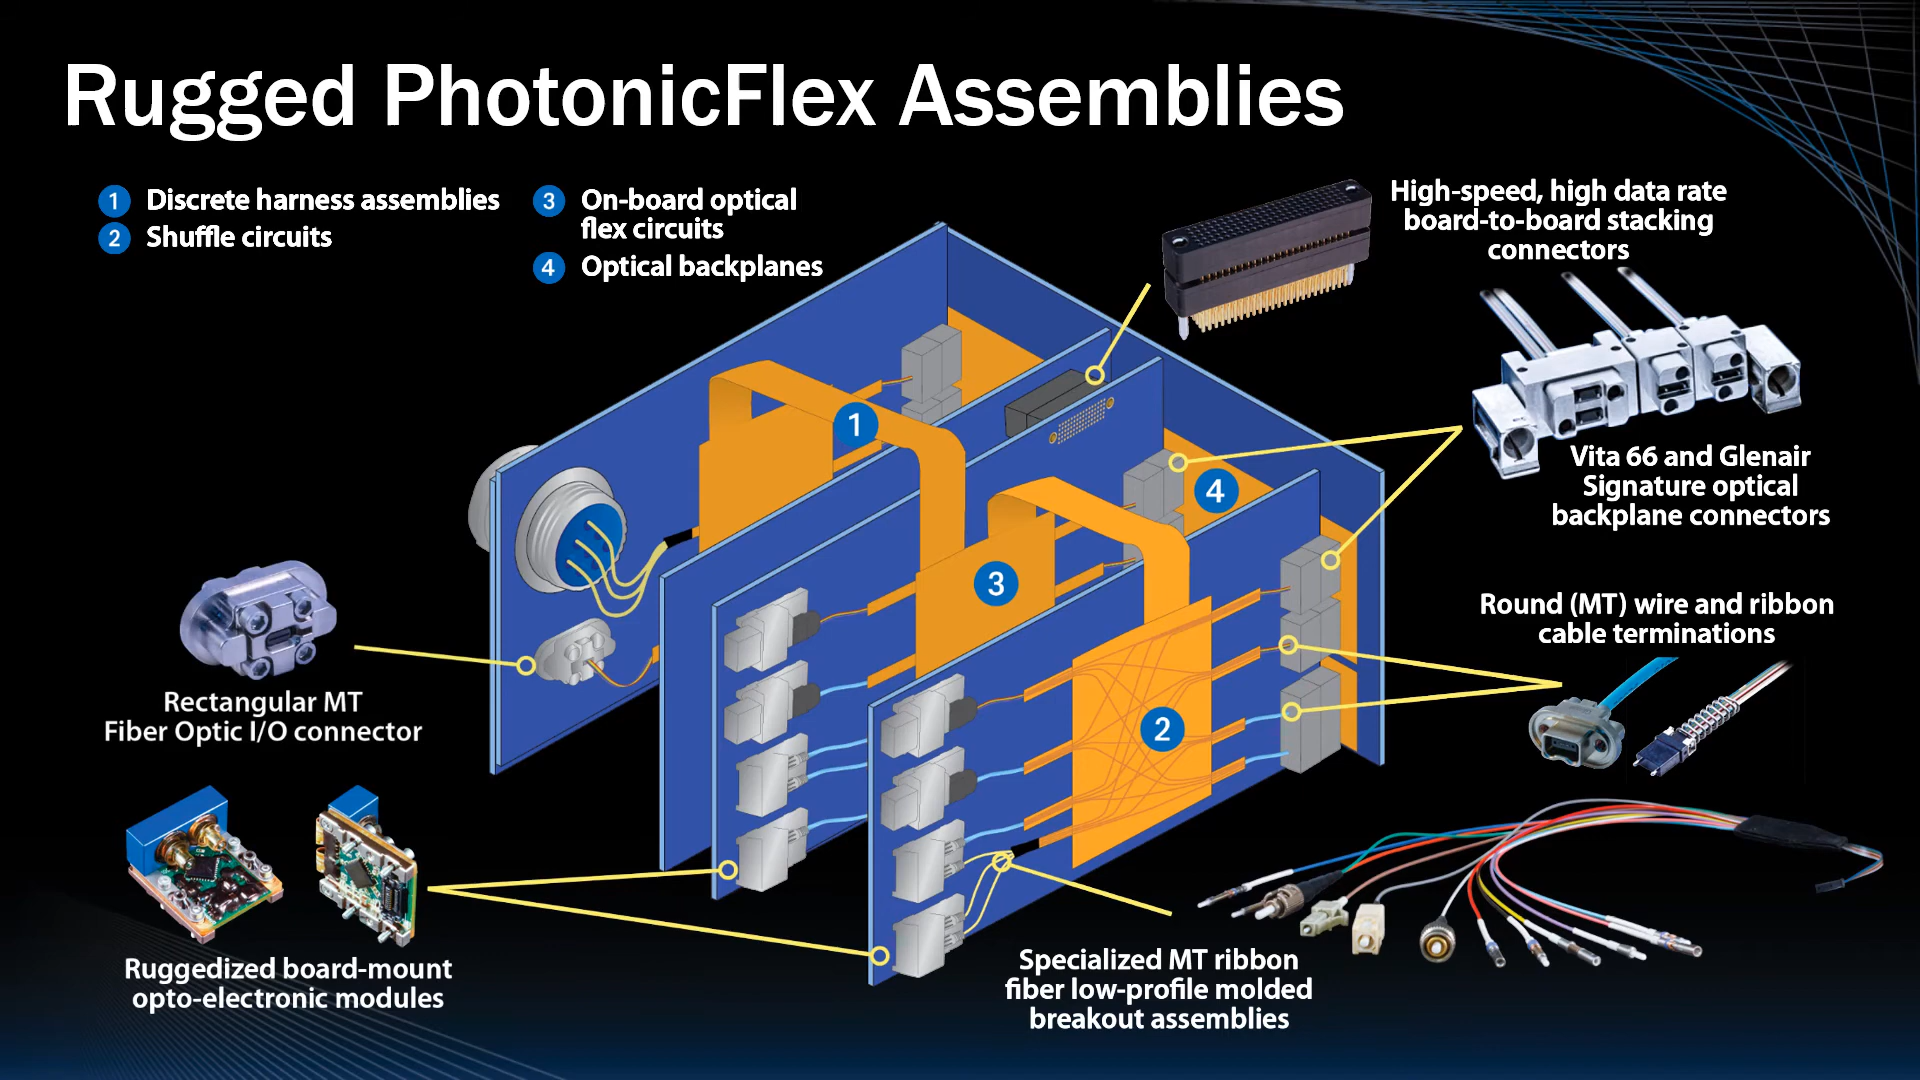 Rugged PhotonicFlex Assemblies
1 Discrete harness assemblies
2 Shuffle circuits
3 On-board optical
flex circuits
4 Optical backplanes
High-speed, high data rate
board-to-board stacking
connectors
Vita 66 and Glenair
Signature optical
backplane connectors
Round (MT) wire and ribbon
cable terminations
1
4
3
2
Rectangular MT
Fiber Optic I/O connector
Ruggedized board-mount
opto-electronic modules
Specialized MT ribbon
fiber low-profile molded
breakout assemblies